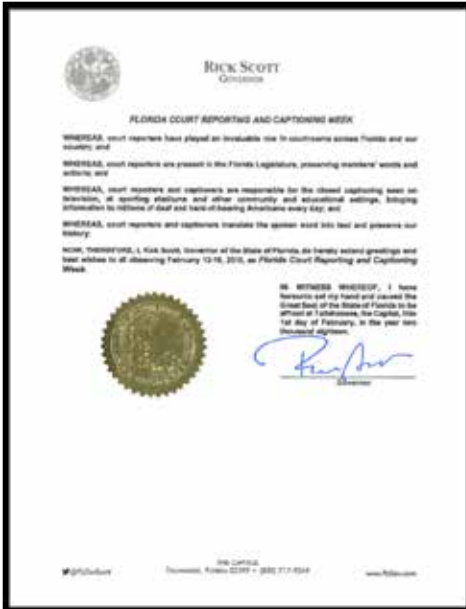 RICK SCOTT
GOVERNOR
FLORIDA COURT REPORTING AND CAPTIONING WEEK
WHEREAS, court reporters have played an invaluable role in courtrooms across Florida and our
country; and
WHEREAS, court reporters are present in the Florida Legislature, preserving members' words and
actions; and
WHEREAS, court reporters and captioners are responsible for the closed captioning seen on
television, at sporting stadiums and other community and educational settings, bringing
information to millions of deaf and hard-of-hearing Americans every day; and
WHEREAS, court reporters and captioners translate the spoken word into text and preserve our
history;
NOW, THEREFORE, I, Rick Scott, Governor of the State of Florida, do hereby extend greetings and
best wishes to all observing February as Florida Court Reporting and Captioning
Week.
IN WITNESS WHEREOF, I have
hereunto set my hand and caused the
Great Seal of the State of Florida to be
affixed at Tallahassee, the Capital, this
1st day of February, in the year two
thousand eighteen.
Governor
THE CAPITOL
TALLAHASSEE, FLORIDA